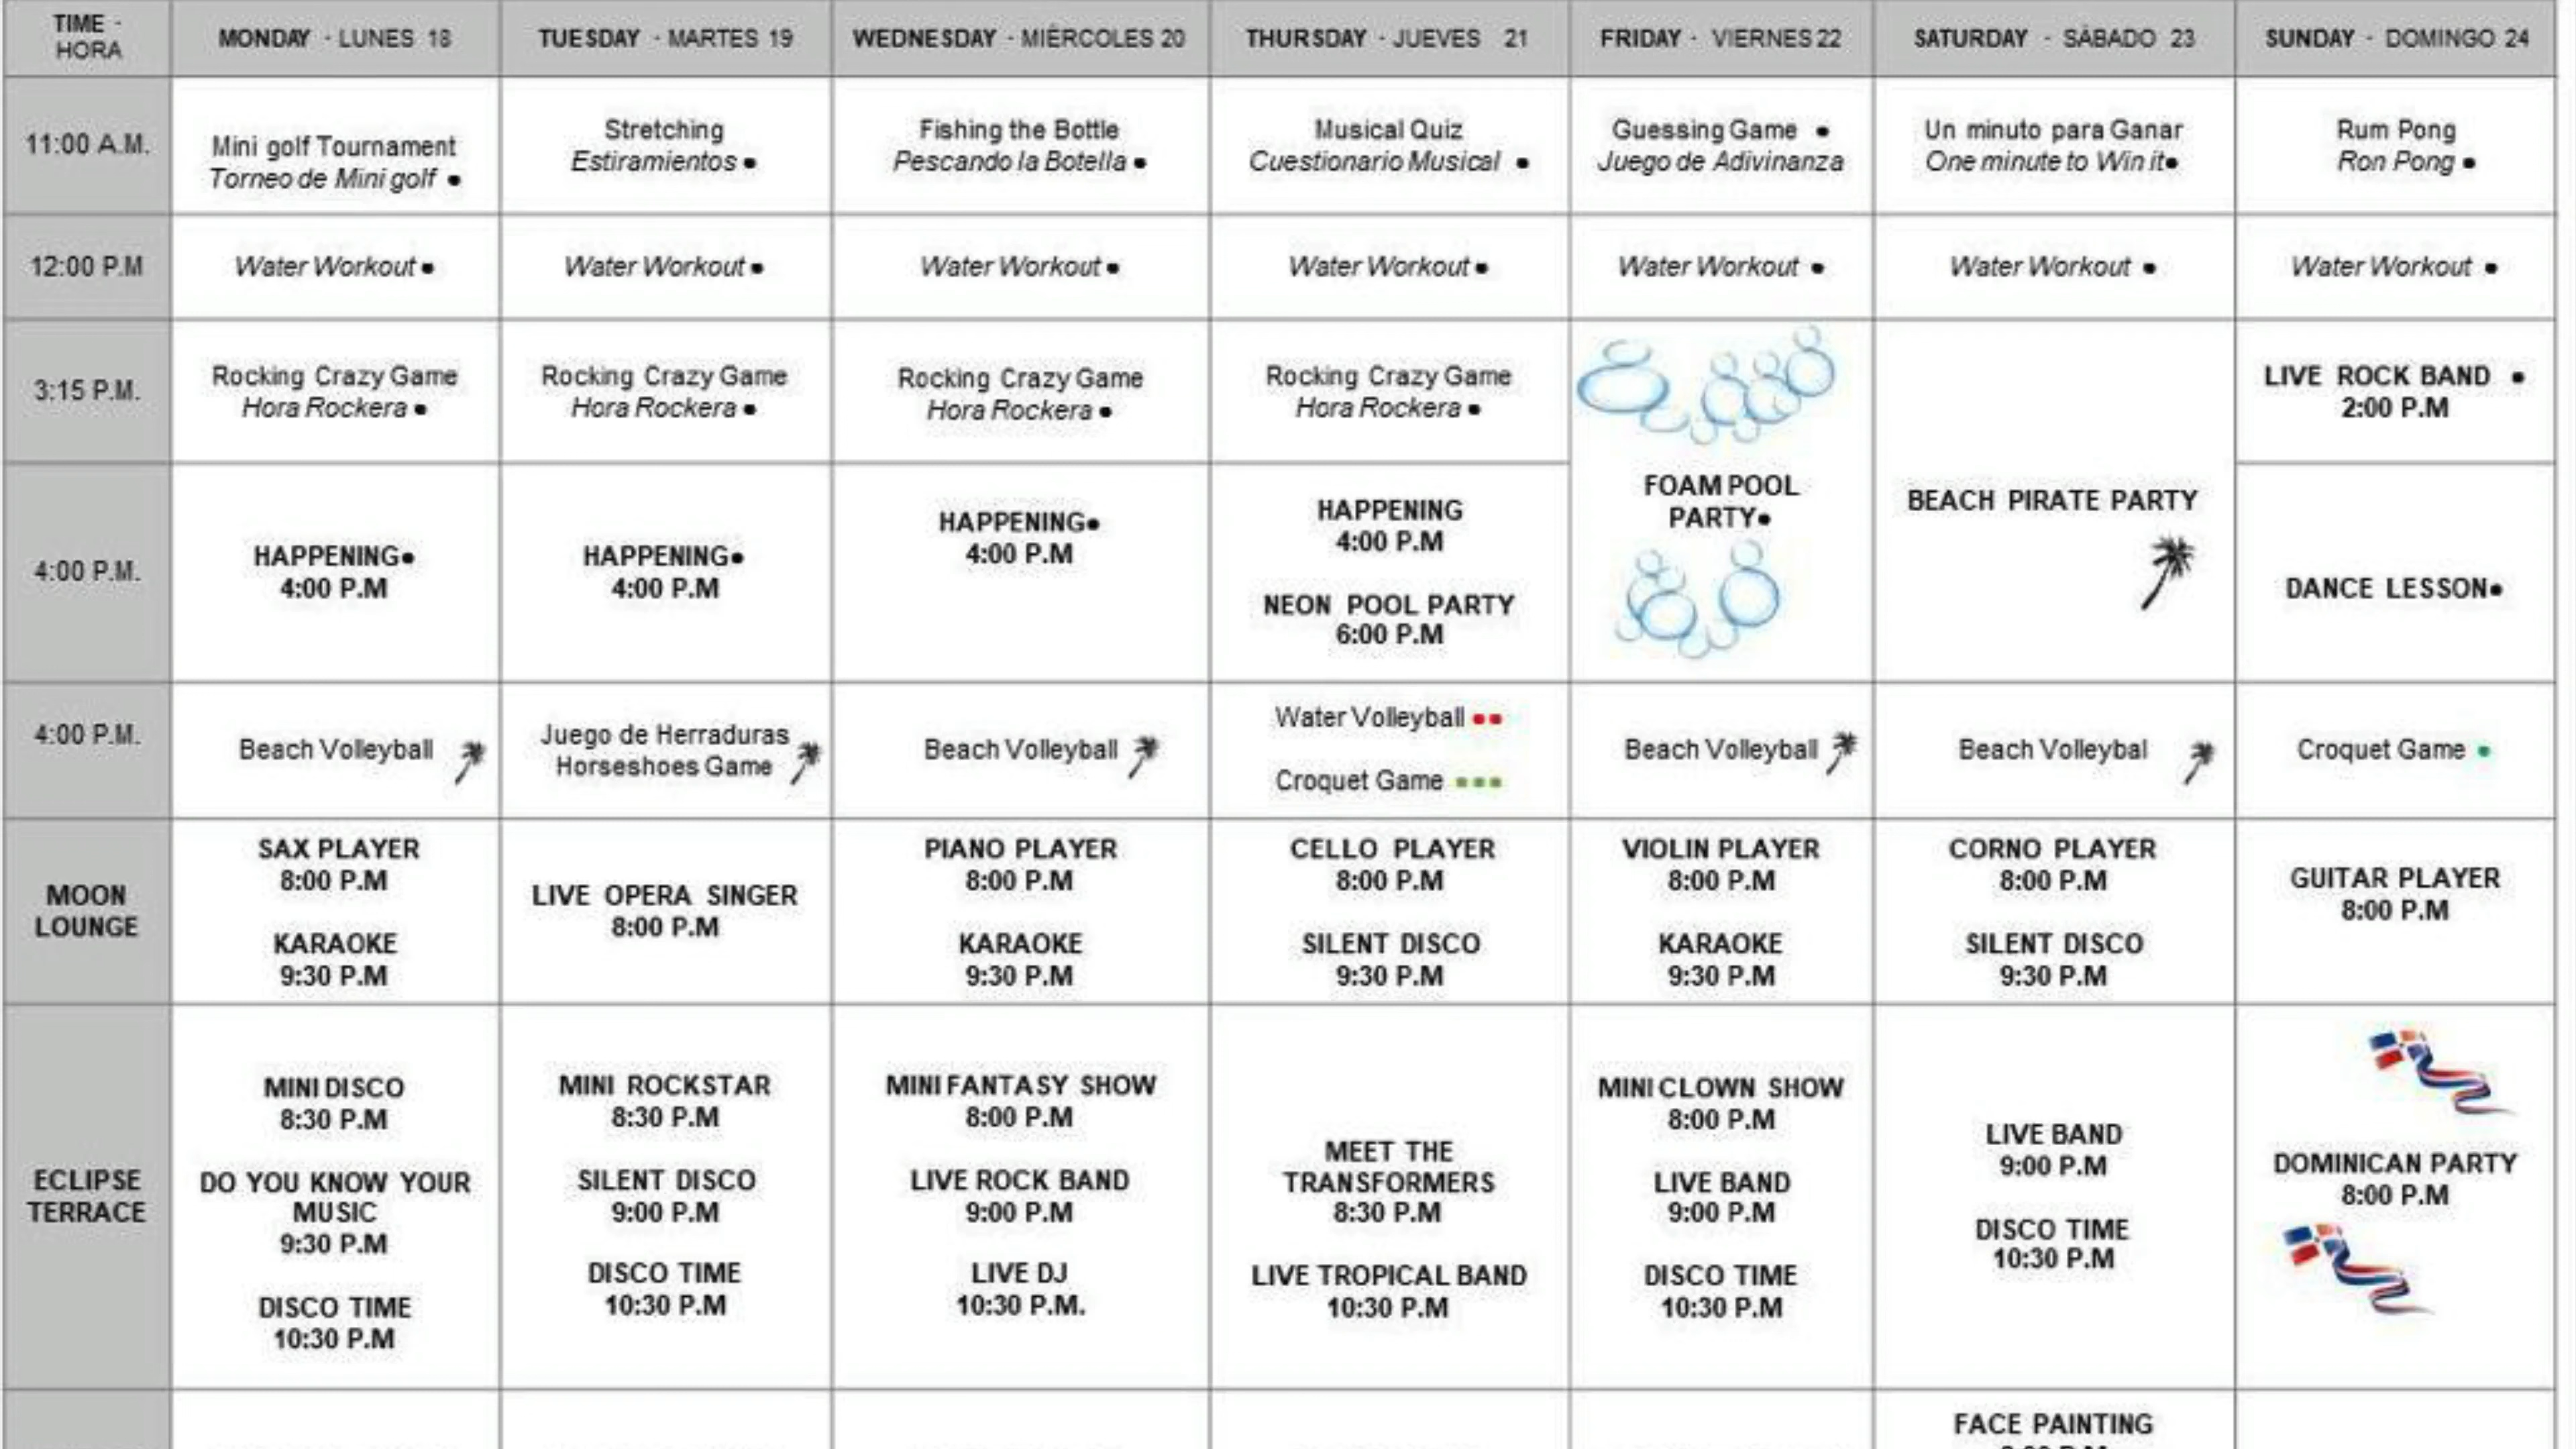 TIME - HORA
MONDAY - LUNES 18
TUESDAY - MARTES 19
WEDNESDAY - MIÉRCOLES 20
THURSDAY - JUEVES 21
FRIDAY - VIERNES 22
SATURDAY - SÁBADO 23
SUNDAY - DOMINGO 24
11:00 A.M.
Mini golf Tournament
Torneo de Mini golf •
Stretching
Estiramientos •
Fishing the Bottle
Pescando la Botella •
Musical Quiz
Cuestionario Musical •
Guessing Game •
Juego de Adivinanza
Un minuto para Ganar
One minute to Win it•
Rum Pong
Ron Pong •
12:00 P.M
Water Workout •
Water Workout •
Water Workout •
Water Workout •
Water Workout •
Water Workout •
Water Workout •
3:15 P.M.
Rocking Crazy Game
Hora Rockera •
Rocking Crazy Game
Hora Rockera •
Rocking Crazy Game
Hora Rockera •
Rocking Crazy Game
Hora Rockera •
FOAM POOL
PARTY•
BEACH PIRATE PARTY
LIVE ROCK BAND •
2:00 P.M
4:00 P.M.
HAPPENING•
4:00 P.M
HAPPENING•
4:00 P.M
HAPPENING•
4:00 P.M
HAPPENING
4:00 P.M
NEON POOL PARTY
6:00 P.M
DANCE LESSON•
4:00 P.M.
Beach Volleyball
Juego de Herraduras
Horseshoes Game
Beach Volleyball
Water Volleyball
Croquet Game
Beach Volleyball
Beach Volleybal
Croquet Game •
MOON
LOUNGE
SAX PLAYER
8:00 P.M
KARAOKE
9:30 P.M
LIVE OPERA SINGER
8:00 P.M
PIANO PLAYER
8:00 P.M
KARAOKE
9:30 P.M
CELLO PLAYER
8:00 P.M
SILENT DISCO
9:30 P.M
VIOLIN PLAYER
8:00 P.M
KARAOKE
9:30 P.M
CORNO PLAYER
8:00 P.M
SILENT DISCO
9:30 P.M
GUITAR PLAYER
8:00 P.M
ECLIPSE
TERRACE
MINI DISCO
8:30 P.M
DO YOU KNOW YOUR
MUSIC
9:30 P.M
DISCO TIME
10:30 P.M
MINI ROCKSTAR
8:30 P.M
SILENT DISCO
9:00 P.M
DISCO TIME
10:30 P.M
MINI FANTASY SHOW
8:00 P.M
LIVE ROCK BAND
9:00 P.M
LIVE DJ
10:30 P.M.
MEET THE
TRANSFORMERS
8:30 P.M
LIVE TROPICAL BAND
10:30 P.M
MINI CLOWN SHOW
8:00 P.M
LIVE BAND
9:00 P.M
DISCO TIME
10:30 P.M
LIVE BAND
9:00 P.M
DISCO TIME
10:30 P.M
DOMINICAN PARTY
8:00 P.M
FACE PAINTING